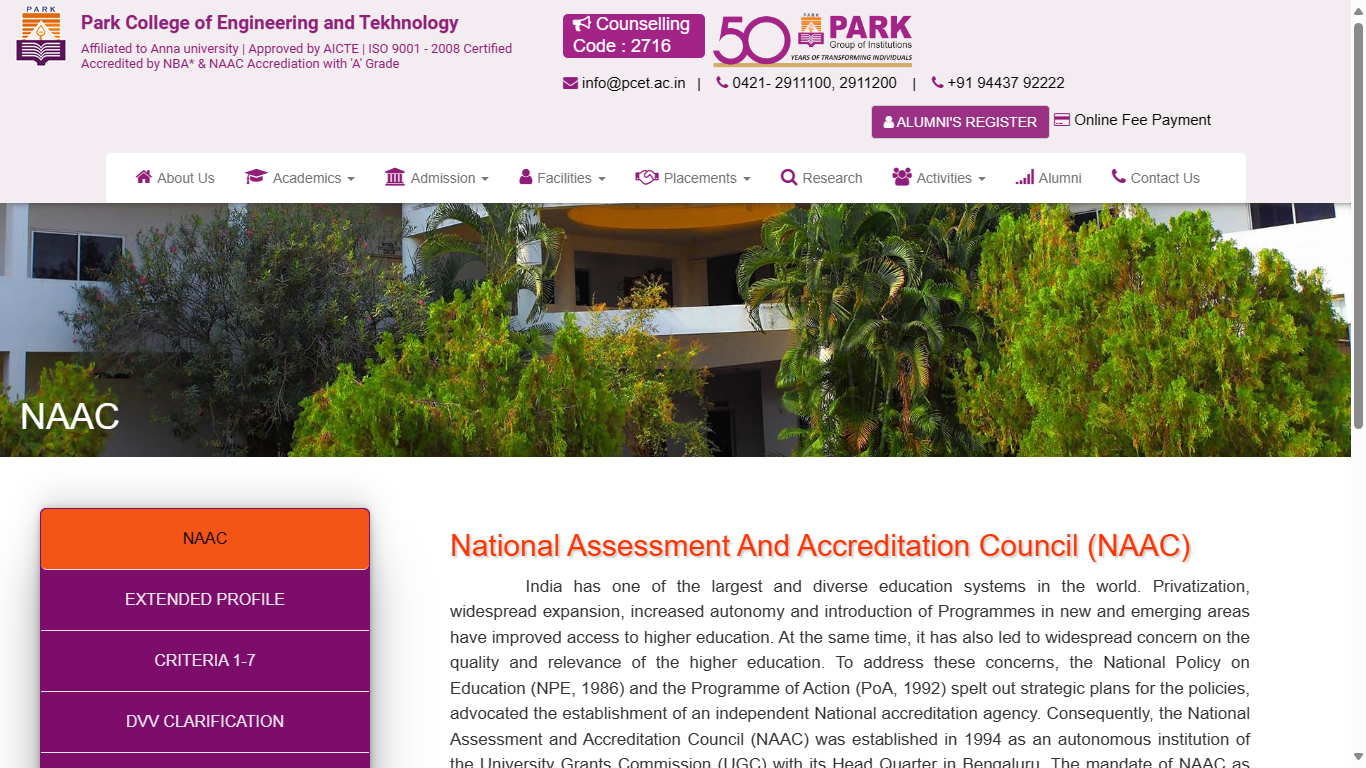 PARK
Park College of Engineering and Tekhnology
Affiliated to Anna university | Approved by AICTE | ISO 9001 - 2008 Certified
Accredited by NBA* & NAAC Accrediation with 'A' Grade
Counselling
Code : 2716
50
PARK
PARK
Group of Institutions
YEARS OF TRANSFORMING INDIVIDUALS
info@pcet.ac.in | 0421- 2911100, 2911200 | +91 94437 92222
ALUMNI'S REGISTER Online Fee Payment
About Us Academics Admission Facilities Placements Research Activities Alumni Contact Us
NAAC
NAAC
EXTENDED PROFILE
CRITERIA 1-7
DVV CLARIFICATION
National Assessment And Accreditation Council (NAAC)
India has one of the largest and diverse education systems in the world. Privatization,
widespread expansion, increased autonomy and introduction of Programmes in new and emerging areas
have improved access to higher education. At the same time, it has also led to widespread concern on the
quality and relevance of the higher education. To address these concerns, the National Policy on
Education (NPE, 1986) and the Programme of Action (PoA, 1992) spelt out strategic plans for the policies,
advocated the establishment of an independent National accreditation agency. Consequently, the National
Assessment and Accreditation Council (NAAC) was established in 1994 as an autonomous institution of
the University Grants Commission (UGC) with its Head Quarter in Bengaluru. The mandate of NAAC as